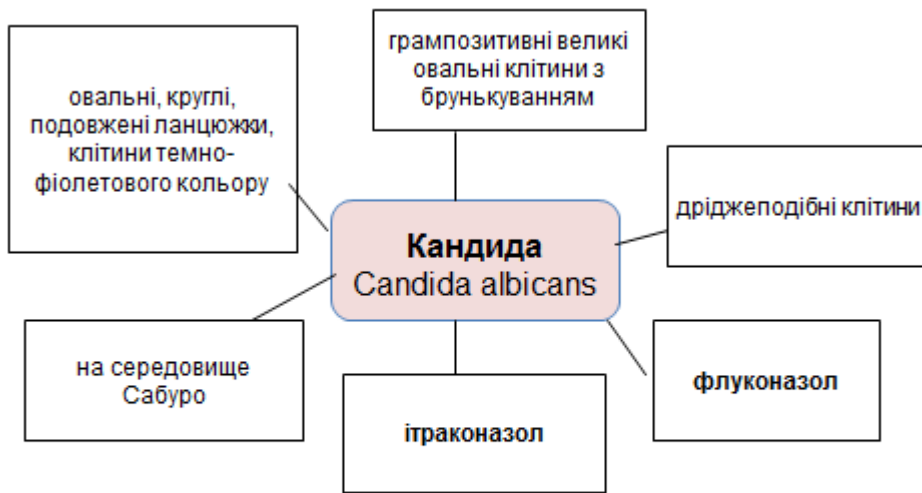 грампозитивні великі
овальні клітини з
брунькуванням
овальні, круглі,
подовжені ланцюжки,
клітини темно-
фіолетового кольору
дріджеподібні клітини
Кандида
Candida albicans
на середовище
Сабуро
ітраконазол
флуконазол